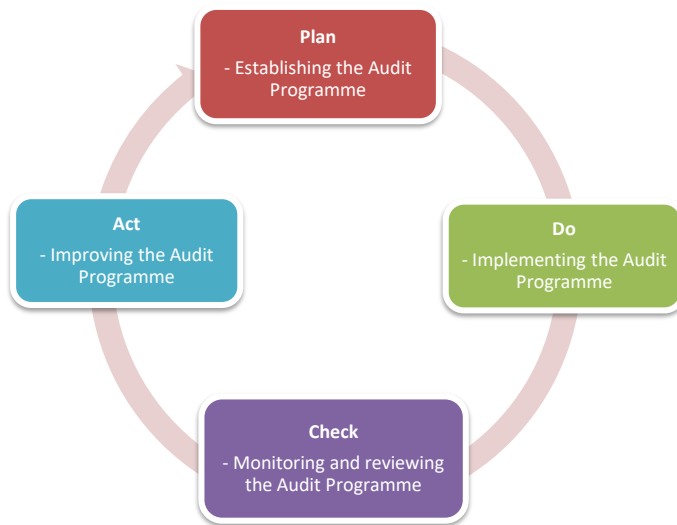 Plan
- Establishing the Audit
Programme
Act
- Improving the Audit
Programme
Do
- Implementing the Audit
Programme
Check
- Monitoring and reviewing
the Audit Programme